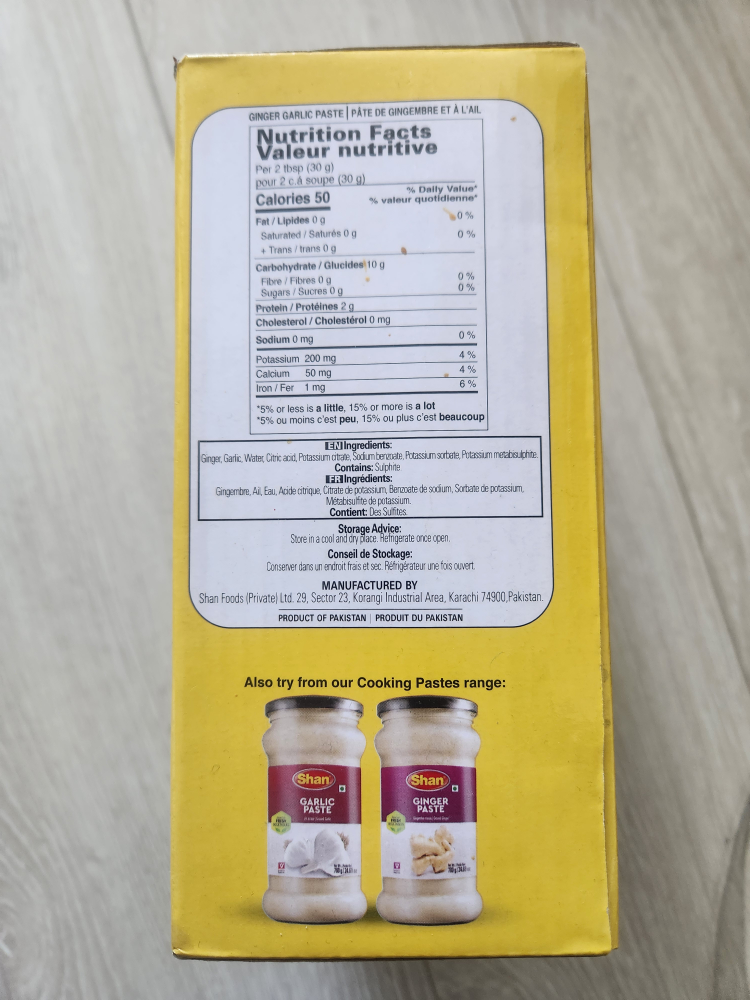 GINGER GARLIC PASTE | PÂTE DE GINGEMBRE ET À L'AIL
Nutrition Facts
Valeur nutritive
Per 2 tbsp (30 g)
pour 2 c.à soupe (30 g)
Calories 50
% Daily Value*
% valeur quotidienne*
Fat / Lipides 0 g 0 %
Saturated / Saturés 0 g 0 %
+ Trans / trans 0 g
Carbohydrate / Glucides 10 g
Fibre / Fibres 0 g 0 %
Sugars / Sucres 0 g 0 %
Protein / Protéines 2 g
Cholesterol / Cholestérol 0 mg
Sodium 0 mg 0 %
Potassium 200 mg 4 %
Calcium 50 mg 4 %
Iron / Fer 1 mg 6 %
*5% or less is a little, 15% or more is a lot
*5% ou moins c'est peu, 15% ou plus c'est beaucoup
EN Ingredients:
Ginger, Garlic, Water, Citric acid, Potassium citrate, Sodium benzoate, Potassium sorbate, Potassium metabisulphite.
Contains: Sulphite
FR Ingrédients:
Gingembre, Ail, Eau, Acide citrique, Citrate de potassium, Benzoate de sodium, Sorbate de potassium,
Métabisulfite de potassium.
Contient: Des Sulfites.
Storage Advice:
Store in a cool and dry place. Refrigerate once open.
Conseil de Stockage:
Conserver dans un endroit frais et sec. Réfrigérateur une fois ouvert.
MANUFACTURED BY
Shan Foods (Private) Ltd. 29, Sector 23, Korangi Industrial Area, Karachi 74900,Pakistan.
PRODUCT OF PAKISTAN | PRODUIT DU PAKISTAN
Also try from our Cooking Pastes range:
Shan
GARLIC
PASTE
Shan
GINGER
PASTE